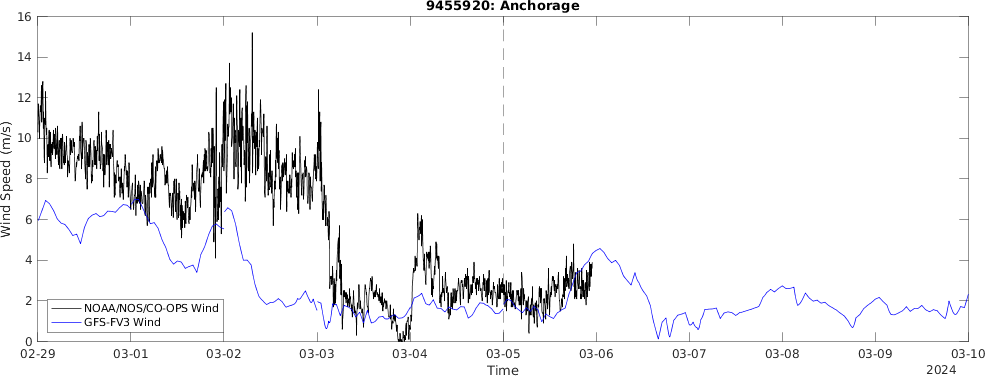 9455920: Anchorage
16
14
12
10
8
6
4
2
0
Wind Speed (m/s)
NOAA/NOS/CO-OPS Wind
GFS-FV3 Wind
02-29 03-01 03-02 03-03 03-04 03-05 03-06 03-07 03-08 03-09 03-10
Time
2024